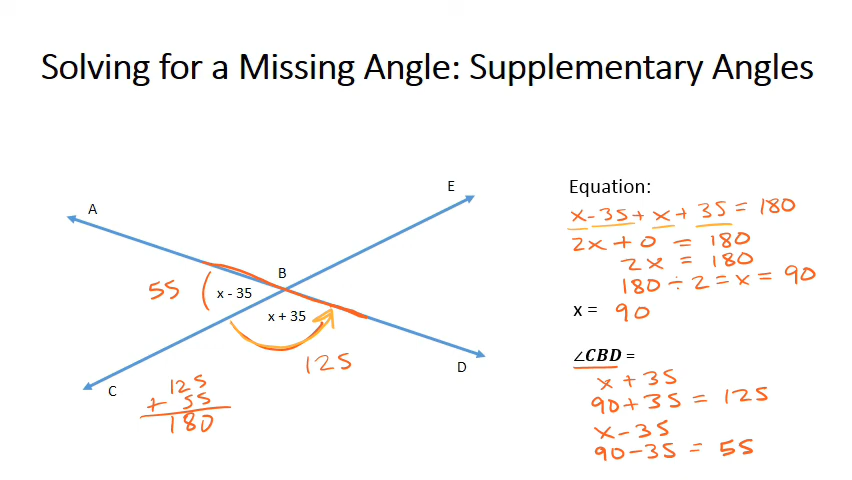 Solving for a Missing Angle: Supplementary Angles
A
E
B
55
x - 35
x + 35
125
C
D
125
+ 55
180
Equation:
x - 35 + x + 35 = 180
2x + 0 = 180
2x = 180
180 ÷ 2 = x = 90
x = 90
∠CBD =
x + 35
90 + 35 = 125
x - 35
90 - 35 = 55